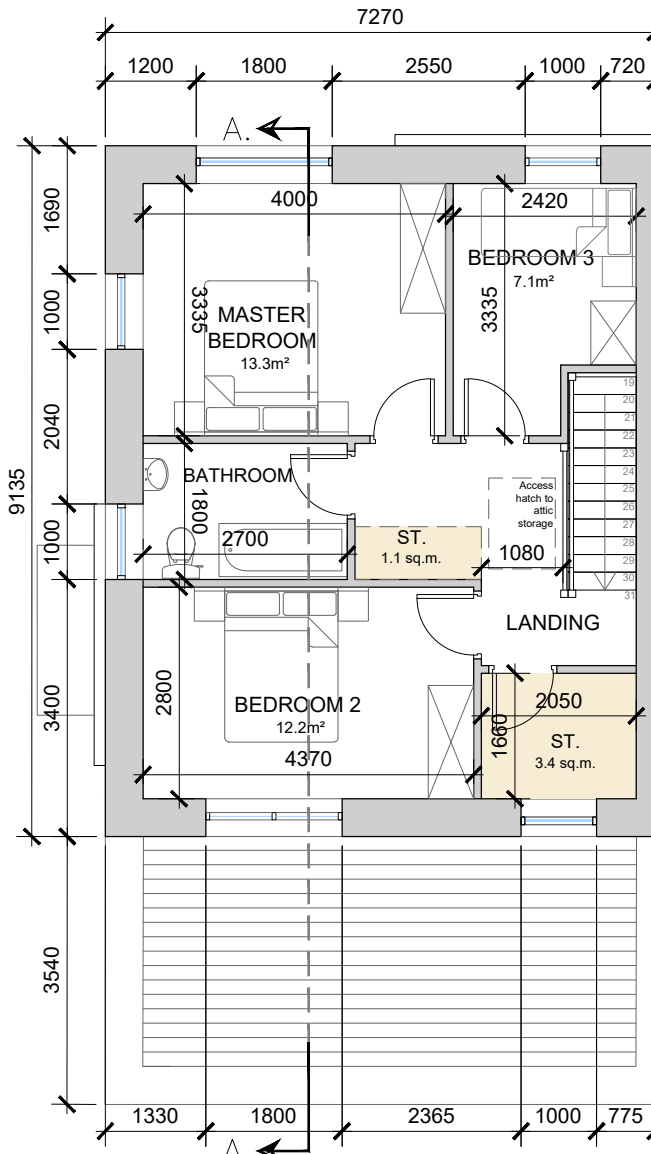 7270
1200 1800 2550 1000 720
A.
1690
1000
2040
1000
3400
3540
9135
4000
2420
BEDROOM 3
7.1m²
3335
3335
MASTER
BEDROOM
13.3m²
19
20
21
22
23
24
25
26
27
28
29
30
31
BATHROOM
1800
2700
Access
hatch to
attic
storage
ST.
1.1 sq.m.
1080
LANDING
2800
BEDROOM 2
12.2m²
4370
2050
1660
ST.
3.4 sq.m.
1330 1800 2365 1000 775
A.